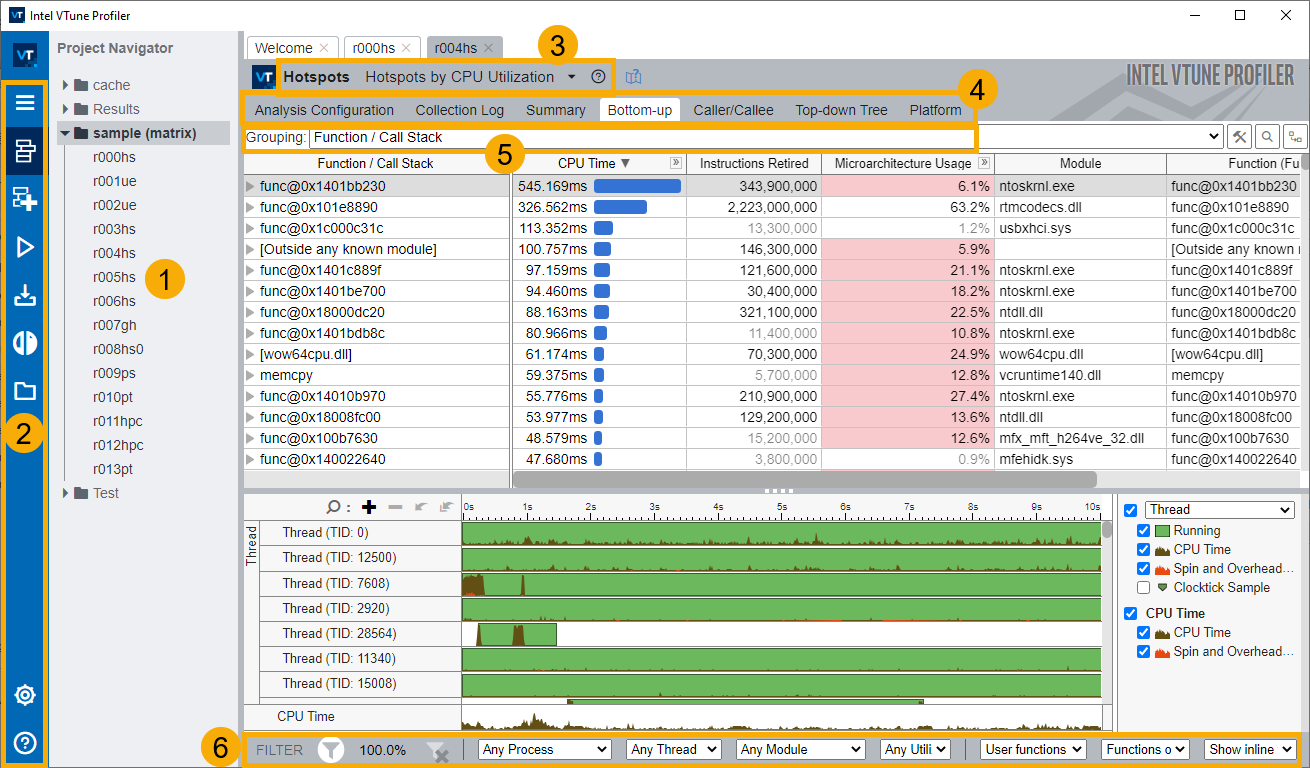 VT Intel VTune Profiler
VT
Project Navigator
cache
Results
sample (matrix)
r000hs
r001ue
r002ue
r003hs
r004hs
r005hs
r006hs
r007gh
r008hs0
r009ps
r010pt
r011hpc
r012hpc
r013pt
Test
1
2
Welcome × r000hs × r004hs ×
3
VT Hotspots Hotspots by CPU Utilization
INTEL VTUNE PROFILER
4
Analysis Configuration Collection Log Summary Bottom-up Caller/Callee Top-down Tree Platform
Grouping: Function / Call Stack
5
Function / Call Stack CPU Time ▼ Instructions Retired Microarchitecture Usage Module Function (Fu
func@0x1401bb230 545.169ms 343,900,000 6.1% ntoskrnl.exe func@0x1401bb230
func@0x101e8890 326.562ms 2,223,000,000 63.2% rtmcodecs.dll func@0x101e8890
func@0x1c000c31c 113.352ms 13,300,000 1.2% usbxhci.sys func@0x1c000c31c
[Outside any known module] 100.757ms 146,300,000 5.9% [Outside any known
func@0x1401c889f 97.159ms 121,600,000 21.1% ntoskrnl.exe func@0x1401c889f
func@0x1401be700 94.460ms 30,400,000 18.2% ntoskrnl.exe func@0x1401be700
func@0x18000dc20 88.163ms 321,100,000 22.5% ntdll.dll func@0x18000dc20
func@0x1401bdb8c 80.966ms 11,400,000 10.8% ntoskrnl.exe func@0x1401bdb8c
[wow64cpu.dll] 61.174ms 70,300,000 24.9% wow64cpu.dll [wow64cpu.dll]
memcpy 59.375ms 5,700,000 12.8% vcruntime140.dll memcpy
func@0x14010b970 55.776ms 210,900,000 27.4% ntoskrnl.exe func@0x14010b970
func@0x18008fc00 53.977ms 129,200,000 13.6% ntdll.dll func@0x18008fc00
func@0x100b7630 48.579ms 15,200,000 12.6% mfx_mft_h264ve_32.dll func@0x100b7630
func@0x140022640 47.680ms 3,800,000 0.9% mfehidk.sys func@0x140022640
0s 1s 2s 3s 4s 5s 6s 7s 8s 9s 10s
Thread
Thread (TID: 0)
Thread (TID: 12500)
Thread (TID: 7608)
Thread (TID: 2920)
Thread (TID: 28564)
Thread (TID: 11340)
Thread (TID: 15008)
CPU Time
Thread
Running
CPU Time
Spin and Overhead...
Clocktick Sample
CPU Time
CPU Time
Spin and Overhead...
6
FILTER 100.0% Any Process Any Thread Any Module Any Utili User functions Functions o Show inline